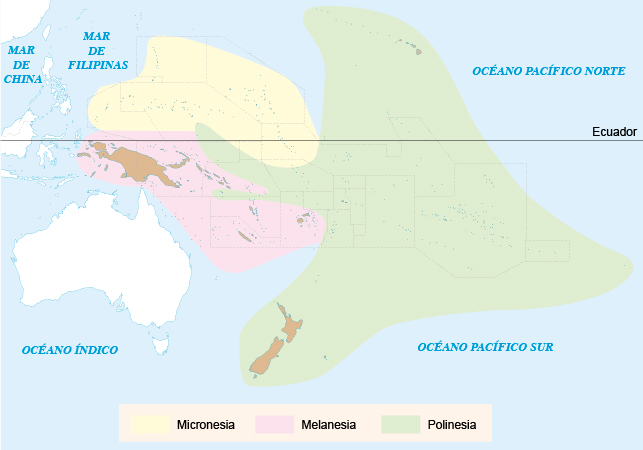 MAR
DE
CHINA
MAR
DE
FILIPINAS
OCÉANO PACÍFICO NORTE
Ecuador
OCÉANO ÍNDICO
OCÉANO PACÍFICO SUR
Micronesia
Melanesia
Polinesia